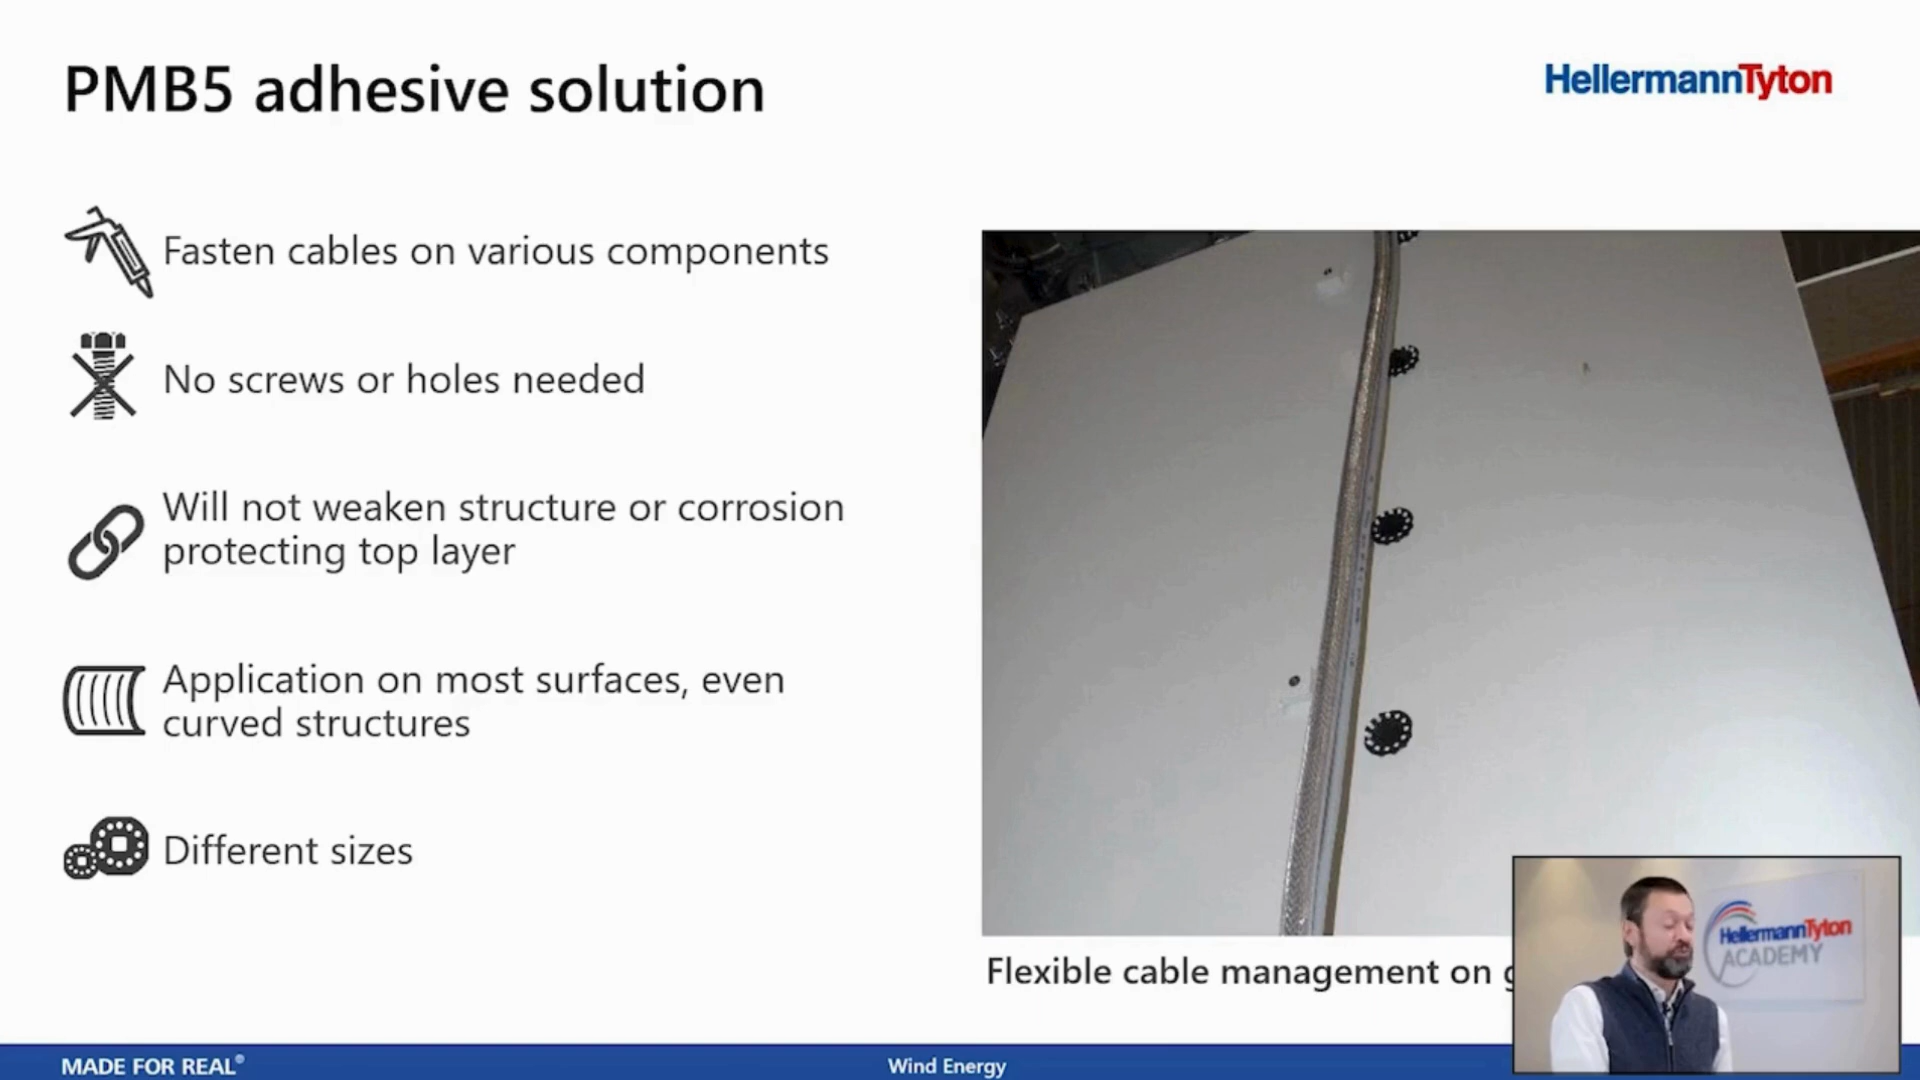 PMB5 adhesive solution
HellermannTyton
Fasten cables on various components
No screws or holes needed
Will not weaken structure or corrosion
protecting top layer
Application on most surfaces, even
curved structures
Different sizes
Flexible cable management on
HellermannTyton
ACADEMY
MADE FOR REAL®
Wind Energy